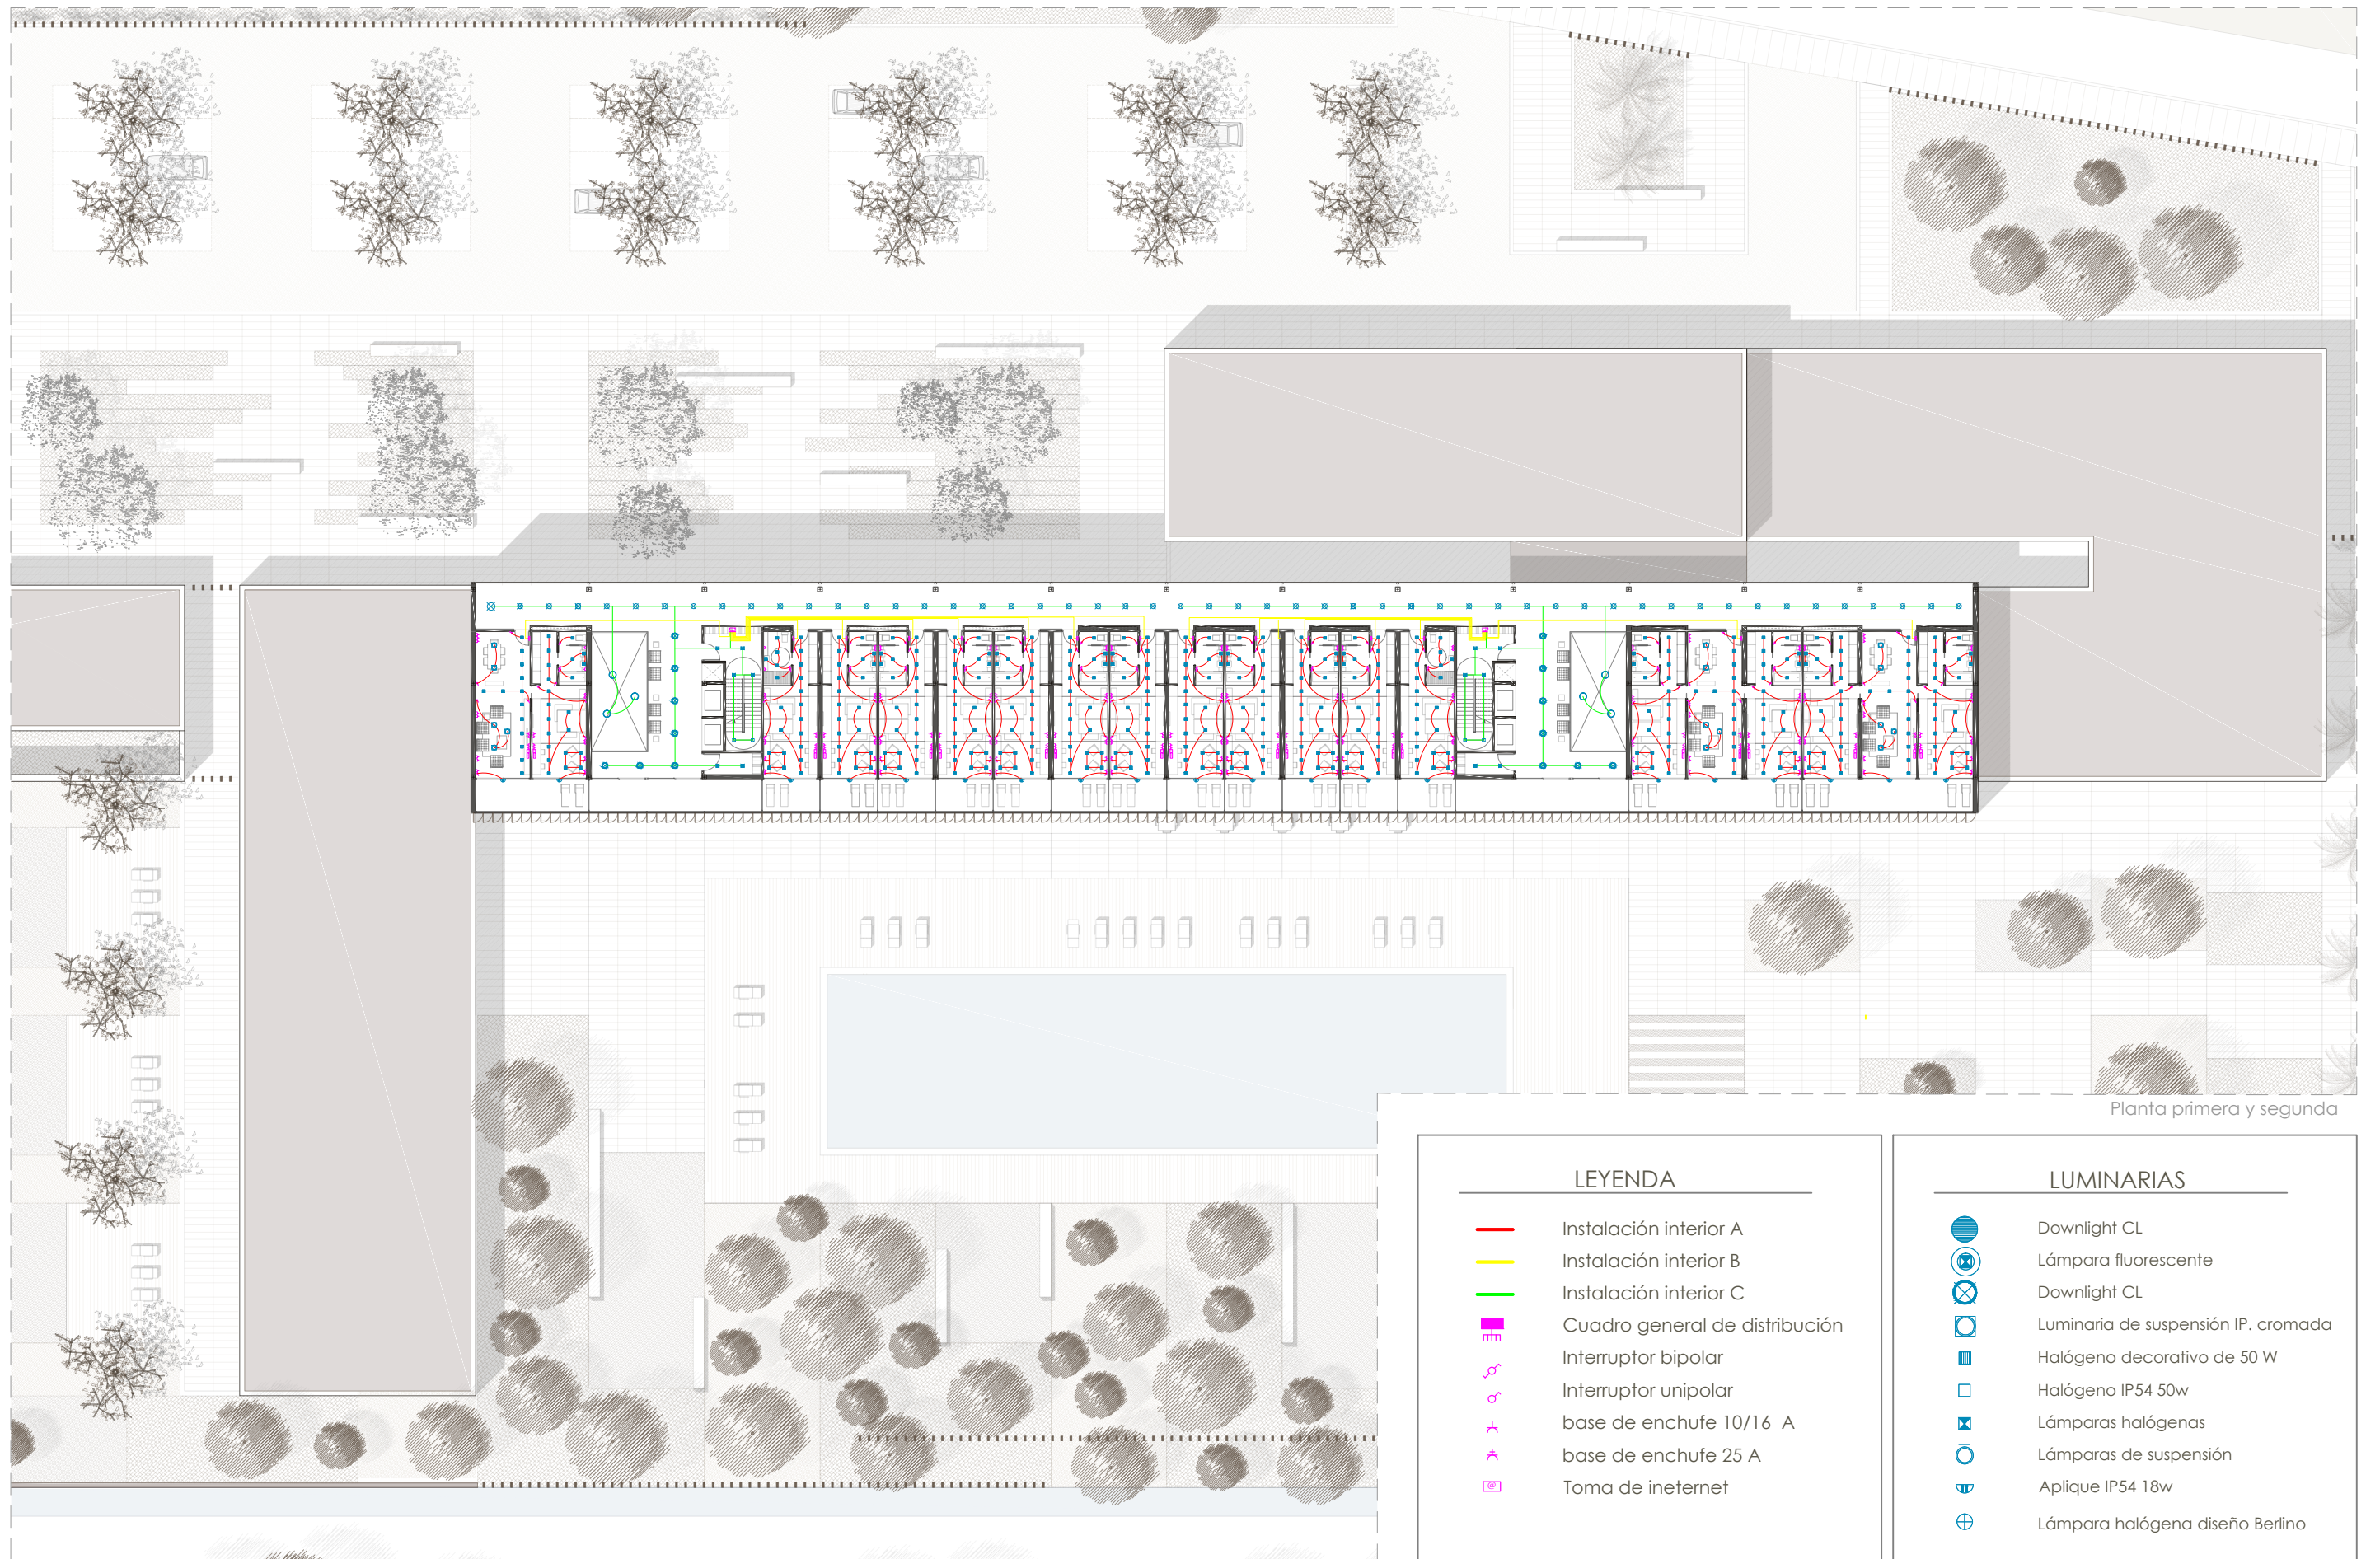 Planta primera y segunda
LEYENDA
Instalación interior A
Instalación interior B
Instalación interior C
Cuadro general de distribución
Interruptor bipolar
Interruptor unipolar
base de enchufe 10/16 A
base de enchufe 25 A
Toma de ineternet
LUMINARIAS
Downlight CL
Lámpara fluorescente
Downlight CL
Luminaria de suspensión IP. cromada
Halógeno decorativo de 50 W
Halógeno IP54 50w
Lámparas halógenas
Lámparas de suspensión
Aplique IP54 18w
Lámpara halógena diseño Berlino